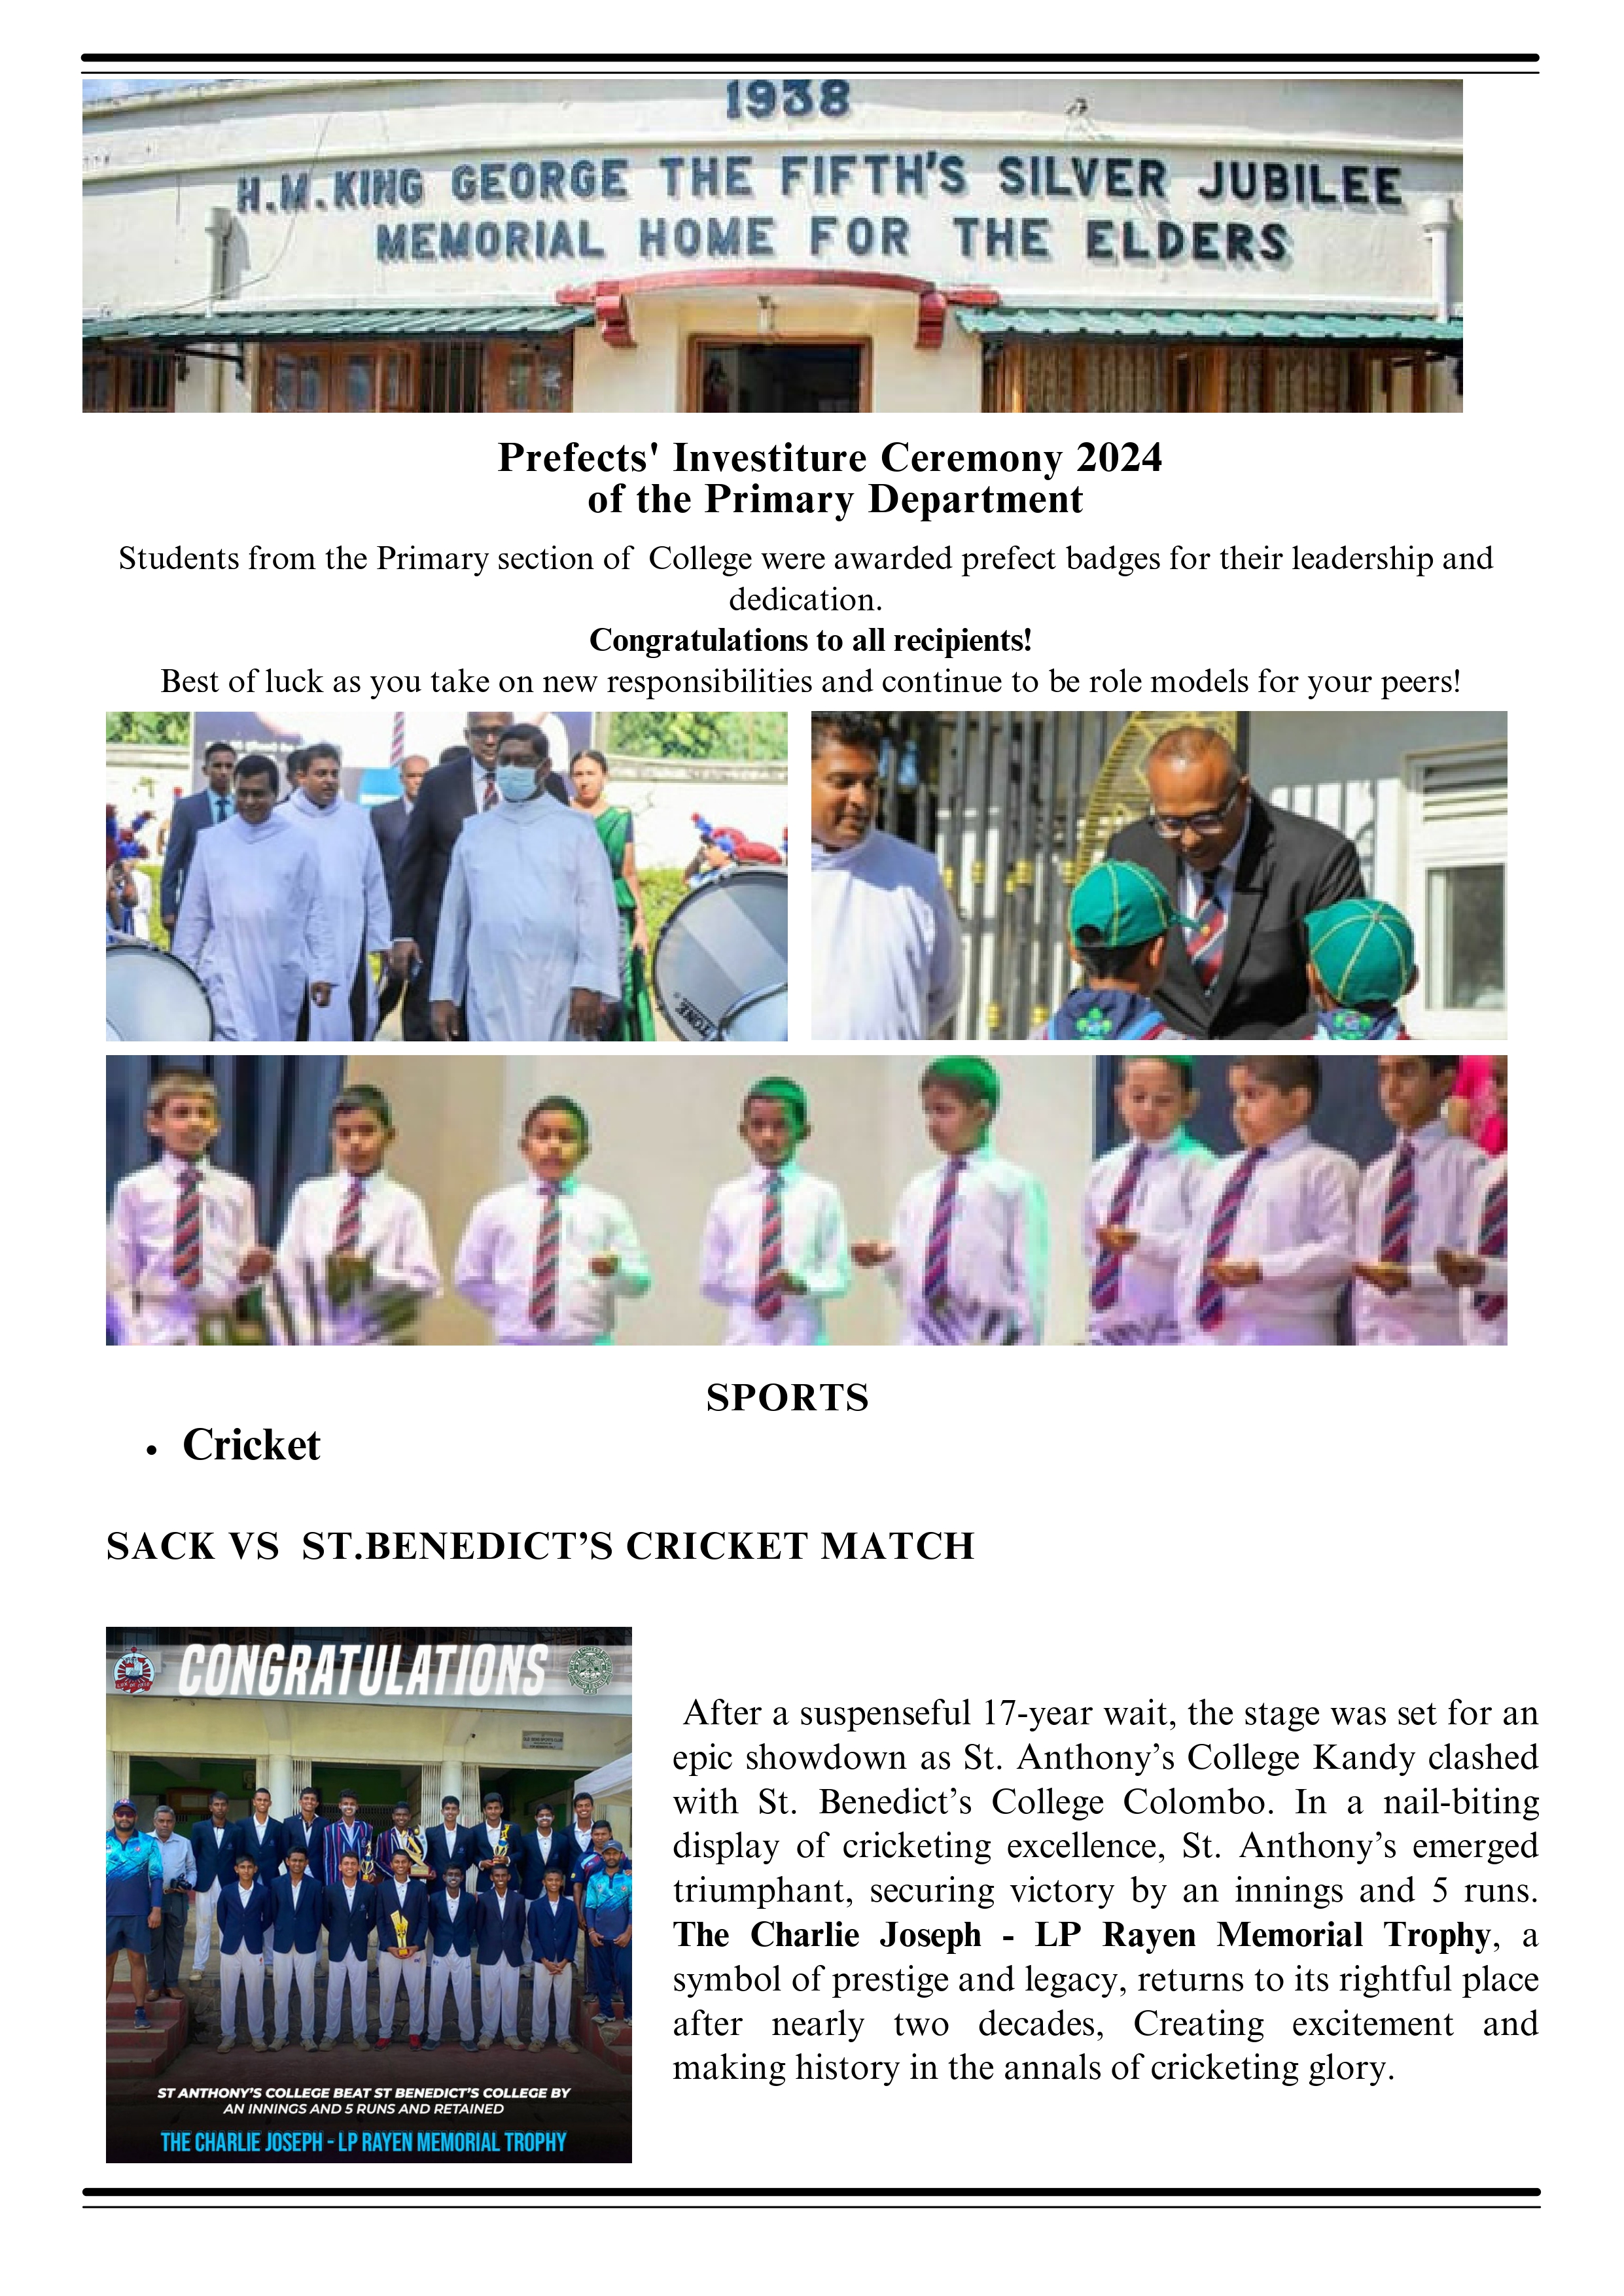 1938
H.M.KING GEORGE THE FIFTH'S SILVER JUBILEE
MEMORIAL HOME FOR THE ELDERS
Prefects' Investiture Ceremony 2024
of the Primary Department
Students from the Primary section of College were awarded prefect badges for their leadership and
dedication.
Congratulations to all recipients!
Best of luck as you take on new responsibilities and continue to be role models for your peers!
TONE
SPORTS
• Cricket
SACK VS ST.BENEDICT’S CRICKET MATCH
CONGRATULATIONS
ST ANTHONY’S COLLEGE BEAT ST BENEDICT’S COLLEGE BY
AN INNINGS AND 5 RUNS AND RETAINED
THE CHARLIE JOSEPH - LP RAYEN MEMORIAL TROPHY
After a suspenseful 17-year wait, the stage was set for an
epic showdown as St. Anthony’s College Kandy clashed
with St. Benedict’s College Colombo. In a nail-biting
display of cricketing excellence, St. Anthony’s emerged
triumphant, securing victory by an innings and 5 runs.
The Charlie Joseph - LP Rayen Memorial Trophy, a
symbol of prestige and legacy, returns to its rightful place
after nearly two decades, Creating excitement and
making history in the annals of cricketing glory.